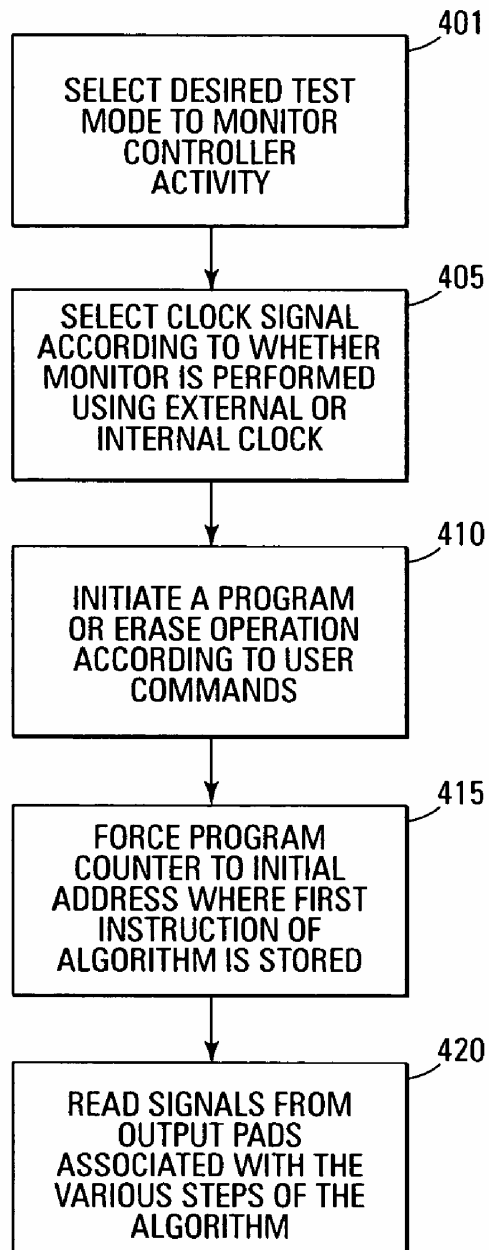 401
SELECT DESIRED TEST
MODE TO MONITOR
CONTROLLER
ACTIVITY
405
SELECT CLOCK SIGNAL
ACCORDING TO WHETHER
MONITOR IS PERFORMED
USING EXTERNAL OR
INTERNAL CLOCK
410
INITIATE A PROGRAM
OR ERASE OPERATION
ACCORDING TO USER
COMMANDS
415
FORCE PROGRAM
COUNTER TO INITIAL
ADDRESS WHERE FIRST
INSTRUCTION OF
ALGORITHM IS STORED
420
READ SIGNALS FROM
OUTPUT PADS
ASSOCIATED WITH THE
VARIOUS STEPS OF THE
ALGORITHM